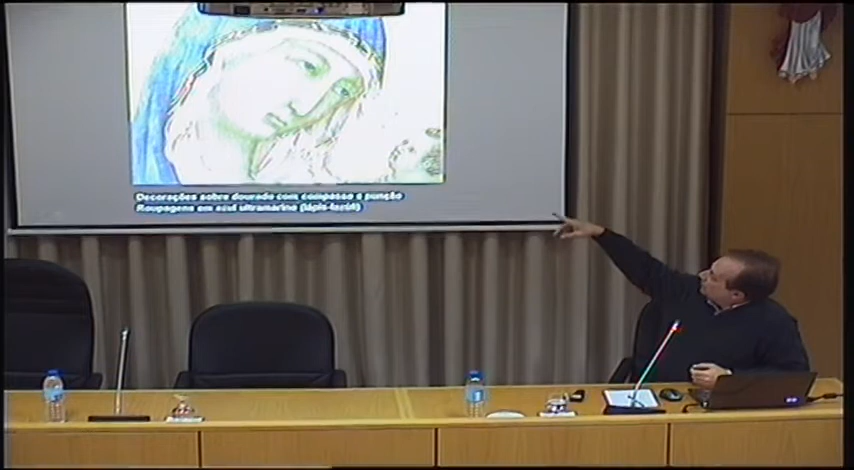 Decorações sobre dourado com compasso e punção
Roupagens em azul ultramarino (lápis-lazúli)